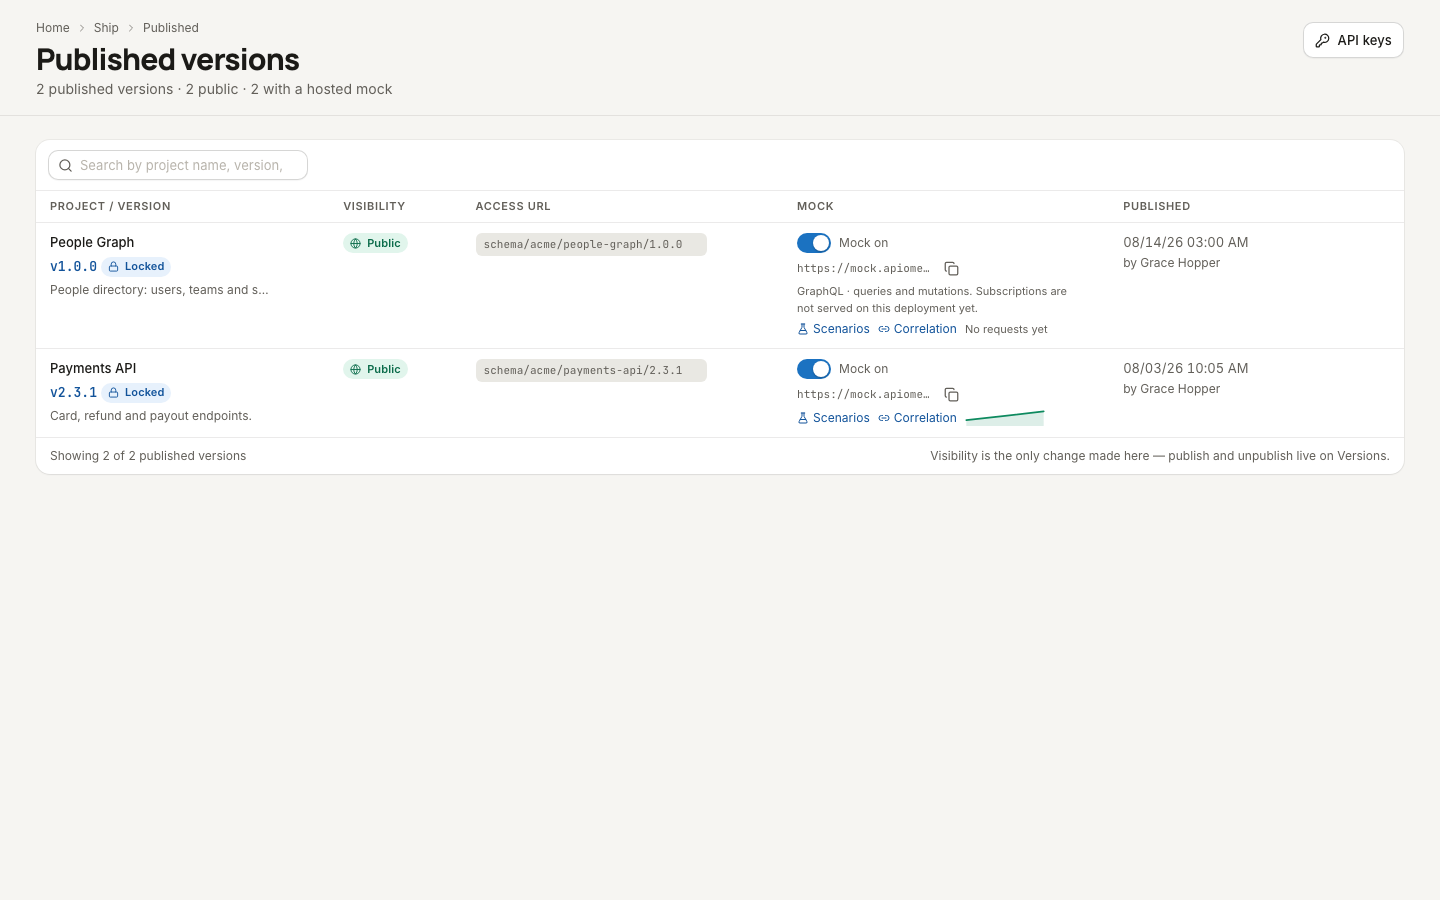 Home > Ship > Published
Published versions
2 published versions · 2 public · 2 with a hosted mock
API keys
Search by project name, version,
PROJECT / VERSION VISIBILITY ACCESS URL MOCK PUBLISHED
People Graph Public schema/acme/people-graph/1.0.0 Mock on 08/14/26 03:00 AM
v1.0.0 Locked https://mock.apiome… by Grace Hopper
People directory: users, teams and s… GraphQL · queries and mutations. Subscriptions are
not served on this deployment yet.
Scenarios Correlation No requests yet
Payments API Public schema/acme/payments-api/2.3.1 Mock on 08/03/26 10:05 AM
v2.3.1 Locked https://mock.apiome… by Grace Hopper
Card, refund and payout endpoints. Scenarios Correlation
Showing 2 of 2 published versions Visibility is the only change made here — publish and unpublish live on Versions.